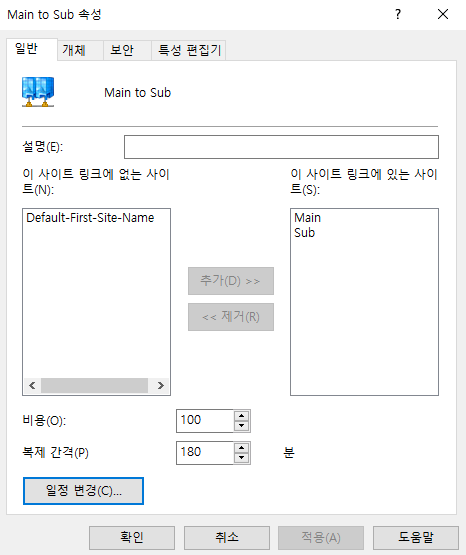 Main to Sub 속성
?
일반 개체 보안 특성 편집기
Main to Sub
설명(E):
이 사이트 링크에 없는 사이
트(N):
이 사이트 링크에 있는 사이
트(S):
Default-First-Site-Name
Main
Sub
추가(D) >>
<< 제거(R)
비용(O): 100
복제 간격(P) 180 분
일정 변경(C)...
확인 취소 적용(A) 도움말